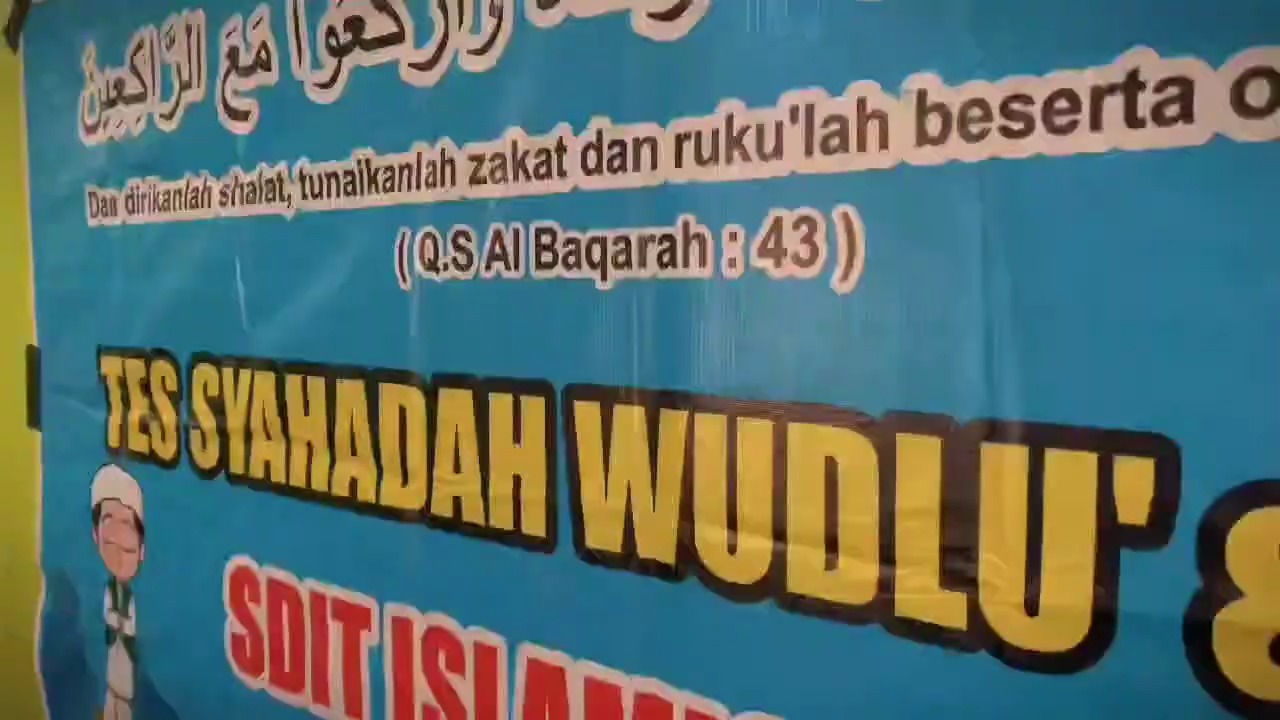 وَارْكَعُوا مَعَ الرَّاكِعِينَ
Dan dirikanlah shalat, tunaikanlah zakat dan ruku'lah beserta o
( Q.S Al Baqarah : 43 )
TES SYAHADAH WUDLU' &
SDIT ISLAM